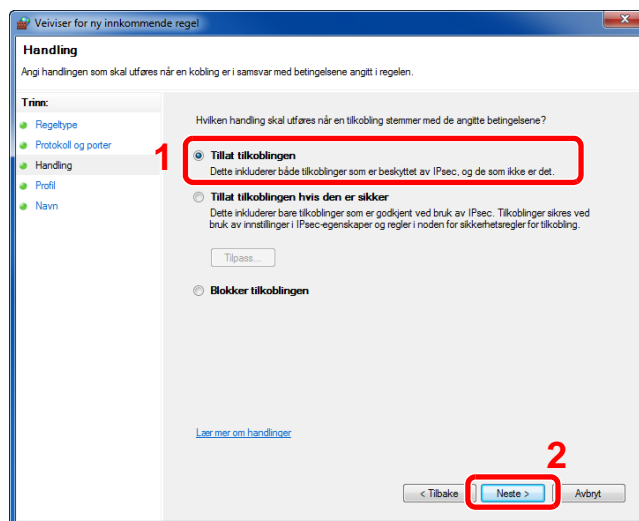 Veiviser for ny innkommende regel
Handling
Angi handlingen som skal utføres når en kobling er i samsvar med betingelsene angitt i regelen.
Trinn:
Regeltype
Protokoll og porter
Handling
Profil
Navn
Hvilken handling skal utføres når en tilkobling stemmer med de angitte betingelsene?
1
Tillat tilkoblingen
Dette inkluderer både tilkoblinger som er beskyttet av IPsec, og de som ikke er det.
Tillat tilkoblingen hvis den er sikker
Dette inkluderer bare tilkoblinger som er godkjent ved bruk av IPsec. Tilkoblinger sikres ved
bruk av innstillinger i IPsec-egenskaper og regler i noden for sikkerhetsregler for tilkobling.
Tilpass...
Blokker tilkoblingen
Lær mer om handlinger
2
< Tilbake
Neste >
Avbryt